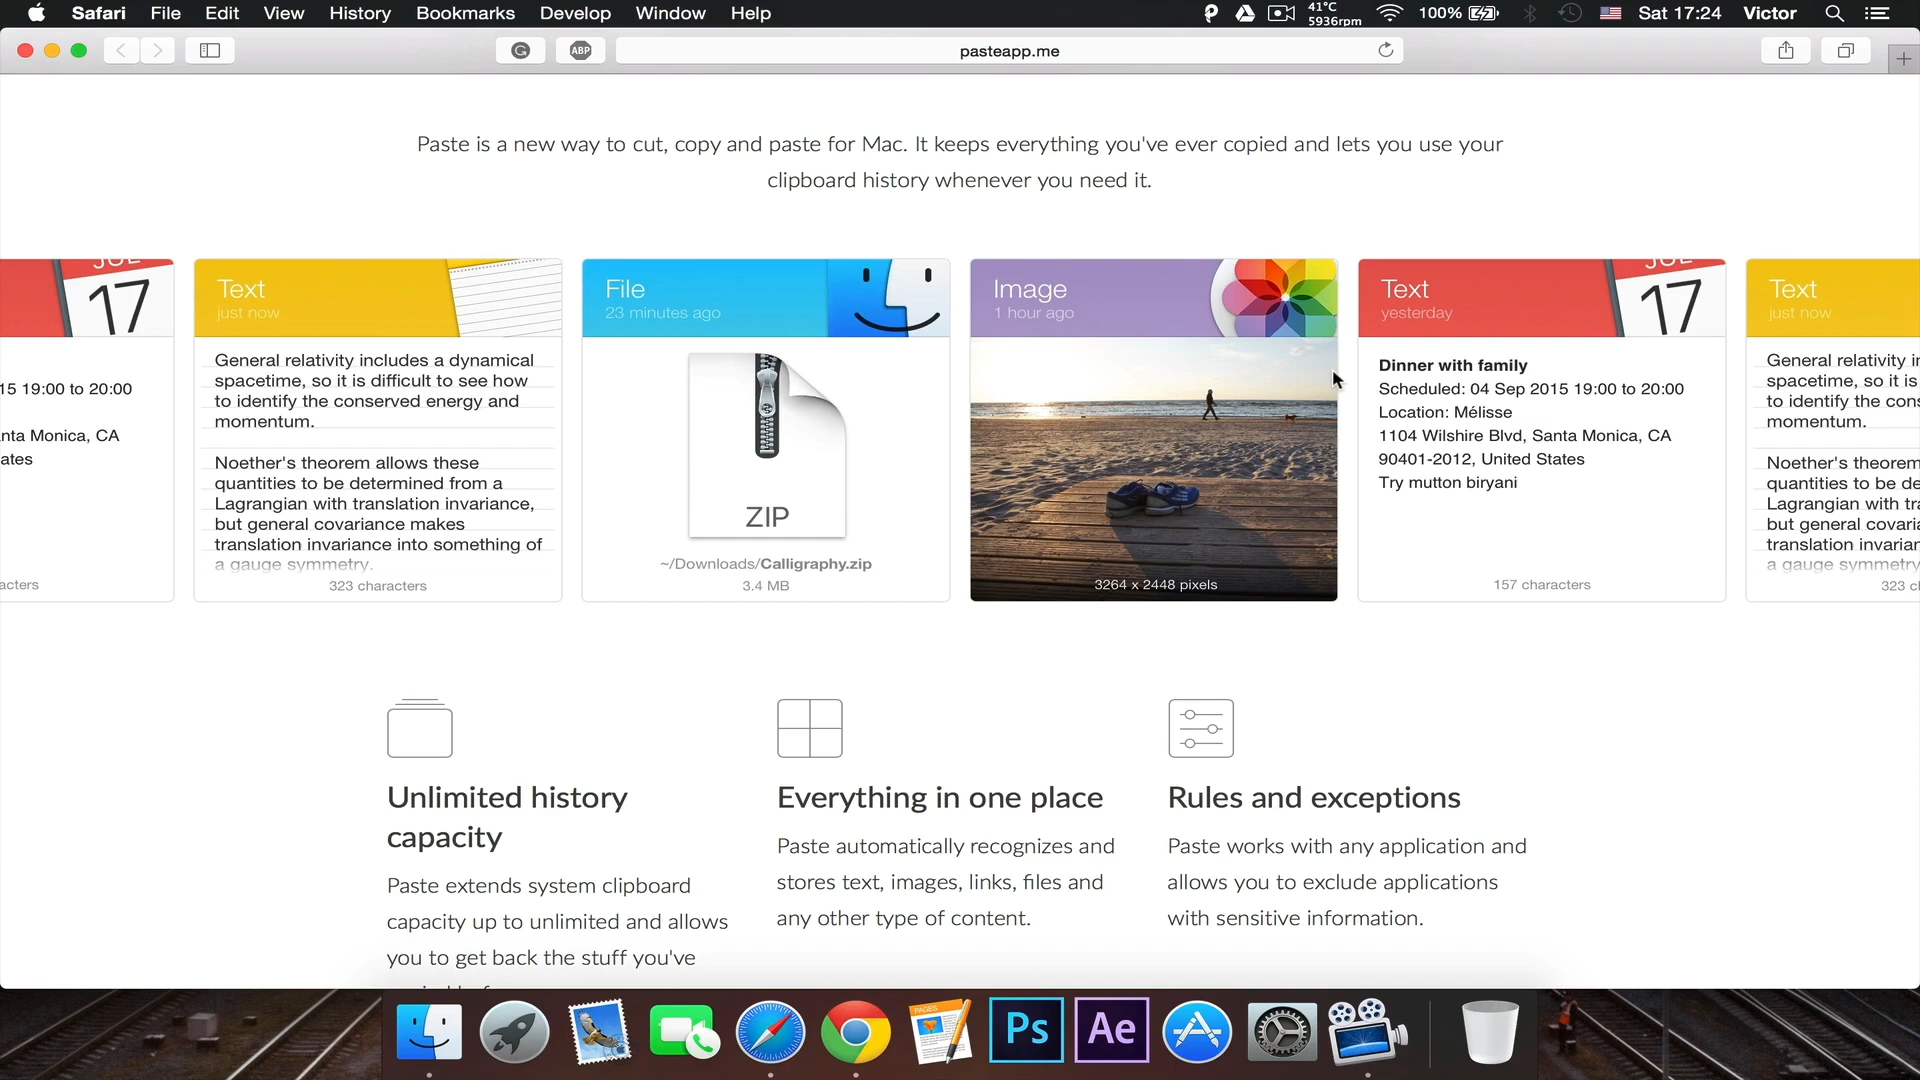 Safari File Edit View History Bookmarks Develop Window Help
41°C
5936rpm
100%
Sat 17:24 Victor
ABP
pasteapp.me
Paste is a new way to cut, copy and paste for Mac. It keeps everything you've ever copied and lets you use your
clipboard history whenever you need it.
17
15 19:00 to 20:00
nta Monica, CA
ates
acters
Text
just now
General relativity includes a dynamical
spacetime, so it is difficult to see how
to identify the conserved energy and
momentum.
Noether's theorem allows these
quantities to be determined from a
Lagrangian with translation invariance,
but general covariance makes
translation invariance into something of
a gauge symmetry.
323 characters
File
23 minutes ago
ZIP
~/Downloads/Calligraphy.zip
3.4 MB
Image
1 hour ago
3264 x 2448 pixels
Text
yesterday
JUL
17
Dinner with family
Scheduled: 04 Sep 2015 19:00 to 20:00
Location: Mélisse
1104 Wilshire Blvd, Santa Monica, CA
90401-2012, United States
Try mutton biryani
157 characters
Text
just now
General relativity in
spacetime, so it is
to identify the cons
momentum.
Noether's theorem
quantities to be de
Lagrangian with tra
but general covaria
translation invarian
a gauge symmetry
323 cl
Unlimited history
capacity
Paste extends system clipboard
capacity up to unlimited and allows
you to get back the stuff you've
Everything in one place
Paste automatically recognizes and
stores text, images, links, files and
any other type of content.
Rules and exceptions
Paste works with any application and
allows you to exclude applications
with sensitive information.
PAGES
Ps
Ae